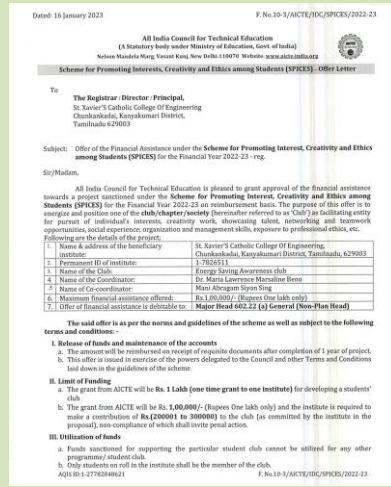 Dated: 16 January 2023 F. No.10-3/AICTE/IDC/SPICES/2022-23
All India Council for Technical Education
(A Statutory body under Ministry of Education, Govt. of India)
Nelson Mandela Marg, Vasant Kunj, New Delhi-110070 Website: www.aicte-india.org
Scheme for Promoting Interests, Creativity and Ethics among Students (SPICES) - Offer Letter
To
The Registrar / Director / Principal,
St. Xavier'S Catholic College Of Engineering
Chunkankadai, Kanyakumari District,
Tamilnadu 629003
Subject: Offer of the Financial Assistance under the Scheme for Promoting Interest, Creativity and Ethics
among Students (SPICES) for the Financial Year 2022-23 - reg.
Sir/Madam,
All India Council for Technical Education is pleased to grant approval of the financial assistance
towards a project sanctioned under the Scheme for Promoting Interest, Creativity and Ethics among
Students (SPICES) for the Financial Year 2022-23 on reimbursement basis. The purpose of this offer is to
energize and position one of the club/chapter/society (hereinafter referred to as 'Club') as facilitating entity
for pursuit of individual's interests, creativity work, showcasing talent, networking and teamwork
opportunities, social experience; organization and management skills, exposure to professional ethics, etc.
Following are the details of the project;
1. Name & address of the beneficiary institute: St. Xavier'S Catholic College Of Engineering, Chunkankadai, Kanyakumari District, Tamilnadu, 629003
2. Permanent ID of institute: 1-7826511
3. Name of the Club: Energy Saving Awareness club
4 Name of the Coordinator: Dr. Maria Lawrence Marsaline Beno
5 Name of Co-coordinator: Mani Abragam Siyon Sing
6. Maximum financial assistance offered: Rs.1,00,000/- (Rupees One lakh only)
7. Offer of financial assistance is debitable to: Major Head 602.22 (a) General (Non-Plan Head)
The said offer is as per the norms and guidelines of the scheme as well as subject to the following
terms and conditions: -
I. Release of funds and maintenance of the accounts
a. The amount will be reimbursed on receipt of requisite documents after completion of 1 year of project.
b. This offer is issued in exercise of the powers delegated to the Council and other Terms and Conditions
laid down in the guidelines of the scheme.
II. Limit of Funding
a. The grant from AICTE will be Rs. 1 Lakh (one time grant to one institute) for developing a students'
club.
b. The grant from AICTE will be Rs. 1,00,000/- (Rupees One lakh only) and the institute is required to
make a contribution of Rs.(200001 to 300000) to the club (as committed by the institute in the
proposal), non-compliance of which shall invite penal action.
III. Utilization of funds
a. Funds sanctioned for supporting the particular student club cannot be utilized for any other
programme/ student club.
b. Only students on roll in the institute shall be the member of the club.
AQIS ID:1-27782848621 F. No.10-3/AICTE/IDC/SPICES/2022-23